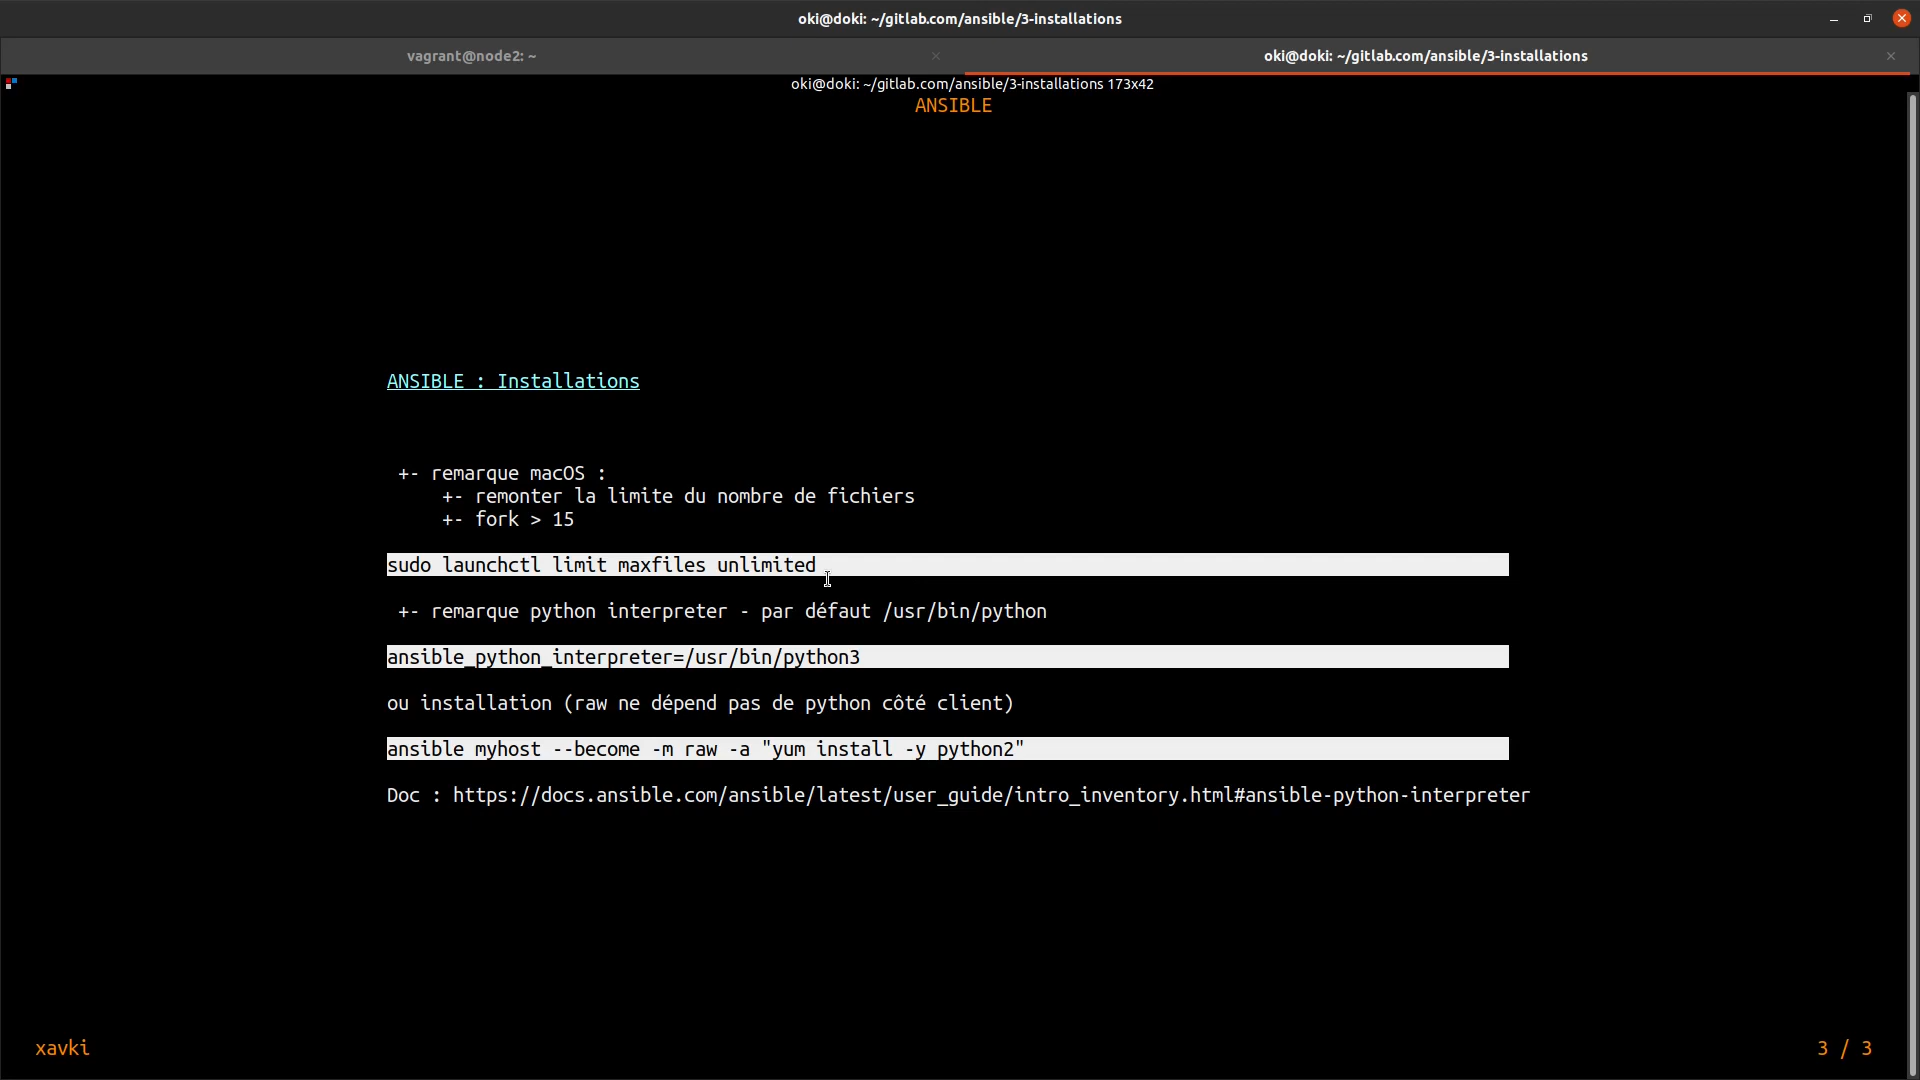 oki@doki: ~/gitlab.com/ansible/3-installations
vagrant@node2: ~
oki@doki: ~/gitlab.com/ansible/3-installations
oki@doki: ~/gitlab.com/ansible/3-installations 173x42
ANSIBLE
ANSIBLE : Installations
+- remarque macOS :
+- remonter la limite du nombre de fichiers
+- fork > 15
sudo launchctl limit maxfiles unlimited
+- remarque python interpreter - par défaut /usr/bin/python
ansible_python_interpreter=/usr/bin/python3
ou installation (raw ne dépend pas de python côté client)
ansible myhost --become -m raw -a "yum install -y python2"
Doc : https://docs.ansible.com/ansible/latest/user_guide/intro_inventory.html#ansible-python-interpreter
xavki
3 / 3